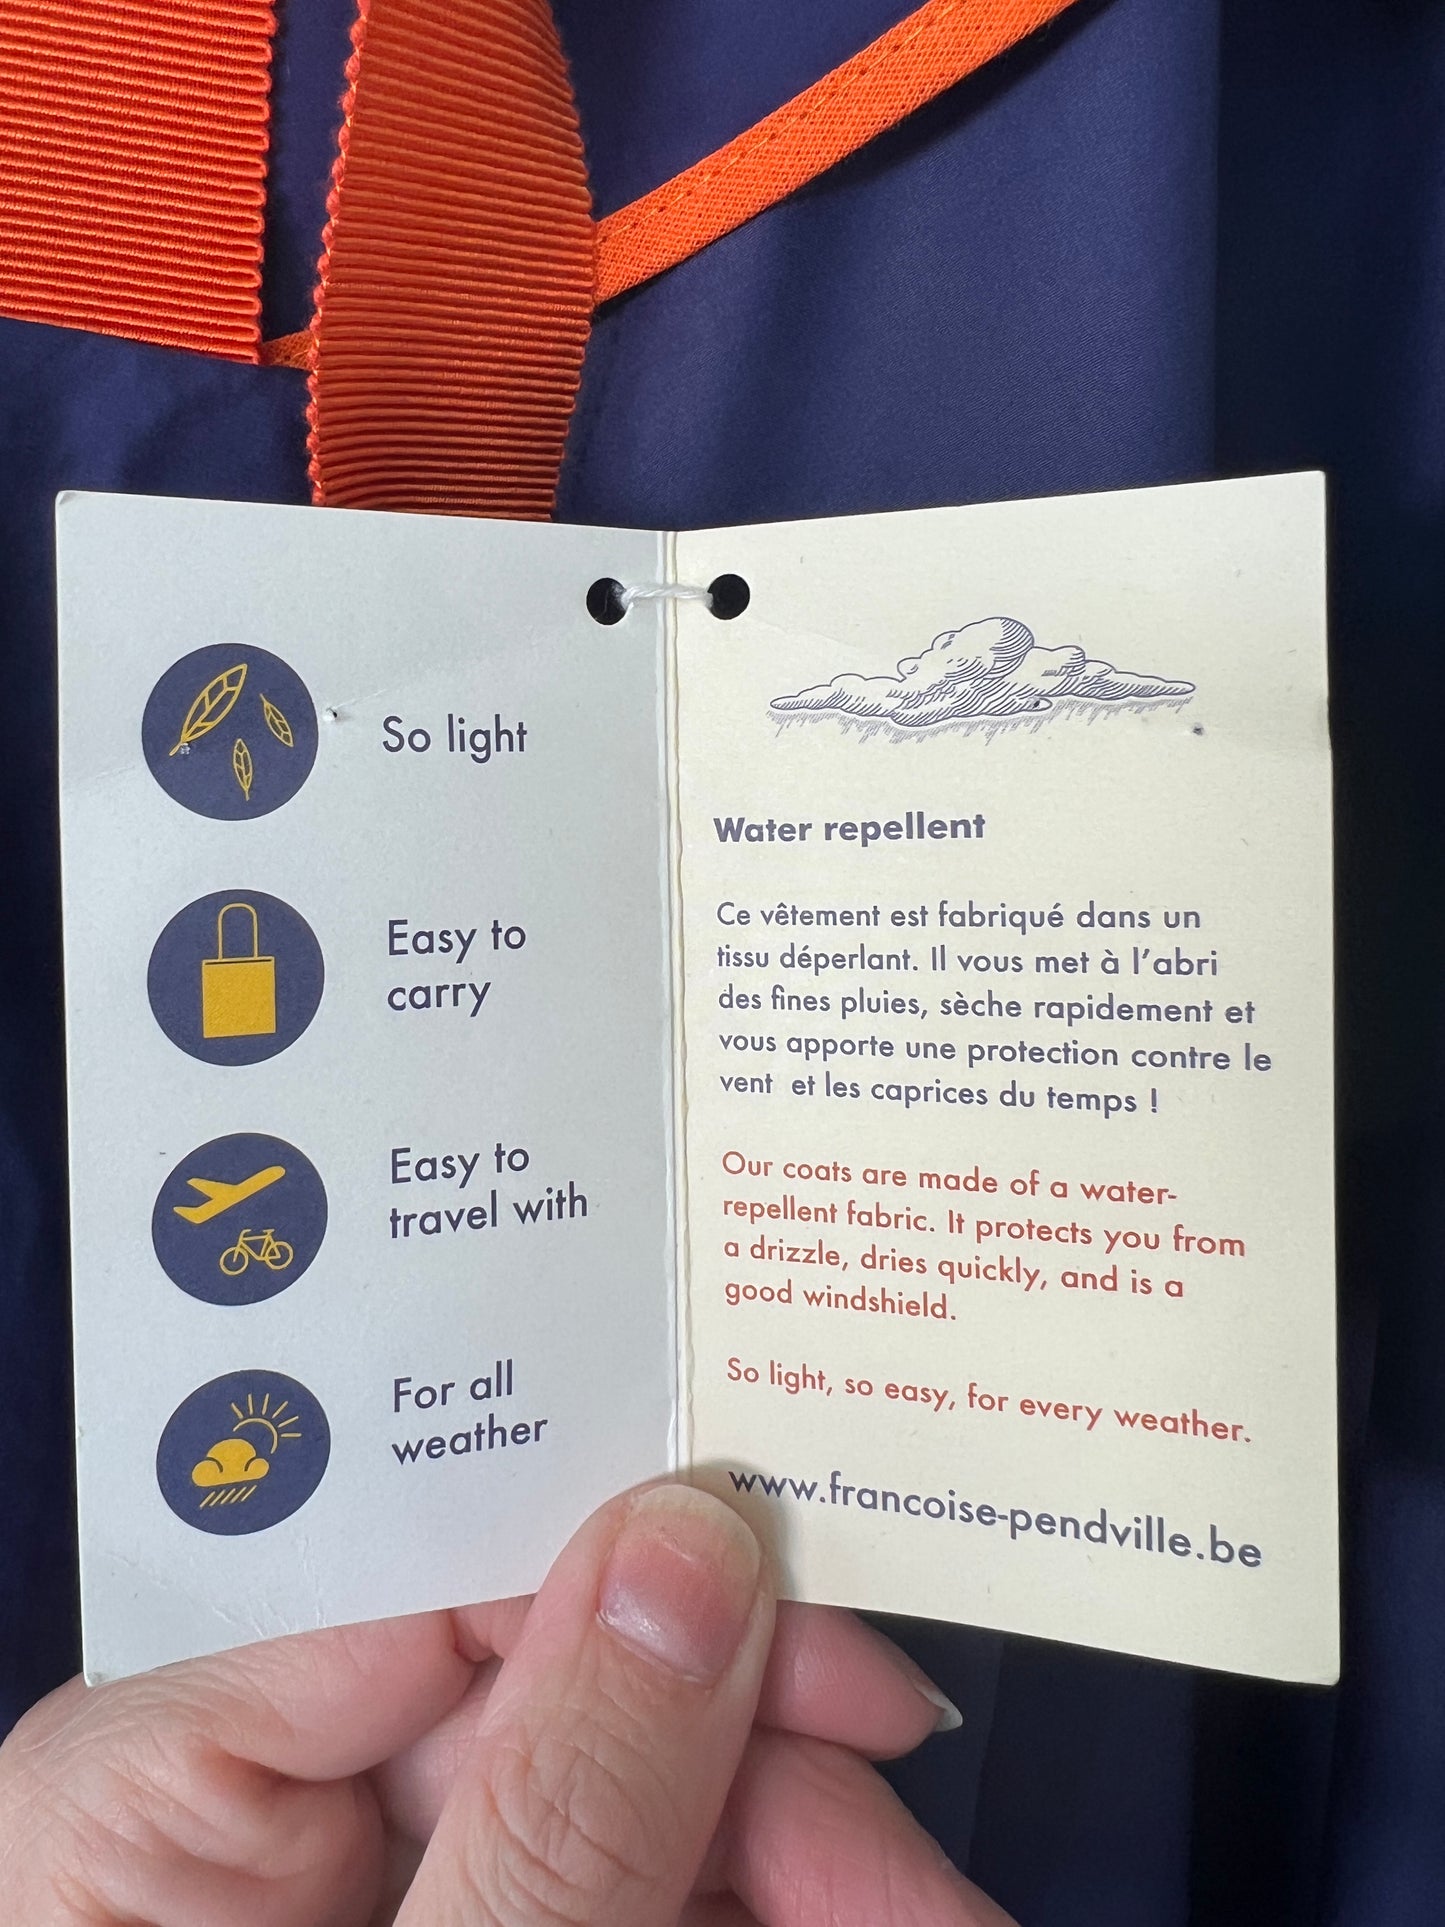 So light
Easy to
carry
Easy to
travel with
For all
weather
Water repellent
Ce vêtement est fabriqué dans un
tissu déperlant. Il vous met à l'abri
des fines pluies, sèche rapidement et
vous apporte une protection contre le
vent et les caprices du temps !
Our coats are made of a water-
repellent fabric. It protects you from
a drizzle, dries quickly, and is a
good windshield.
So light, so easy, for every weather.
www.francoise-pendville.be